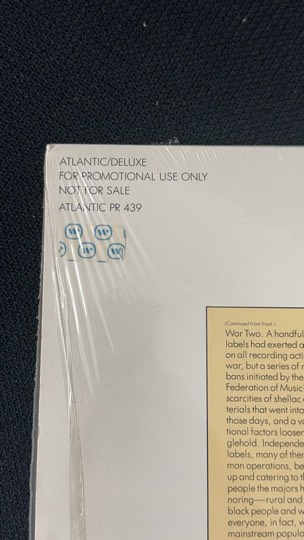 ATLANTIC/DELUXE
FOR PROMOTIONAL USE ONLY
NOT FOR SALE
ATLANTIC PR 439
(Continued from front.)
War Two. A handful
labels had exerted a
on all recording acti
war, but a series of r
bans initiated by the
Federation of Music
scarcities of shellac
terials that went into
those days, and a va
tional factors loosen
glehold. Independe
labels, many of then
man operations, be
up and catering to th
people the majors h
noring—rural and
black people and w
everyone, in fact, w
mainstream popula